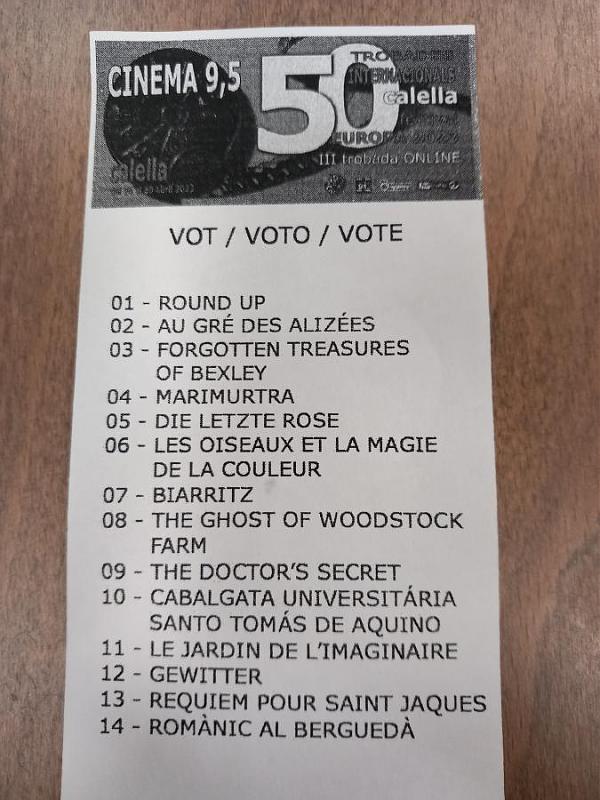 CINEMA 9,5
50
TROBADES
INTERNACIONALS
calella
EUROPA
calella
III trobada ONLINE
VOT / VOTO / VOTE
01 - ROUND UP
02 - AU GRÉ DES ALIZÉES
03 - FORGOTTEN TREASURES
OF BEXLEY
04 - MARIMURTRA
05 - DIE LETZTE ROSE
06 - LES OISEAUX ET LA MAGIE
DE LA COULEUR
07 - BIARRITZ
08 - THE GHOST OF WOODSTOCK
FARM
09 - THE DOCTOR'S SECRET
10 - CABALGATA UNIVERSITÁRIA
SANTO TOMÁS DE AQUINO
11 - LE JARDIN DE L'IMAGINAIRE
12 - GEWITTER
13 - REQUIEM POUR SAINT JAQUES
14 - ROMÀNIC AL BERGUEDÀ